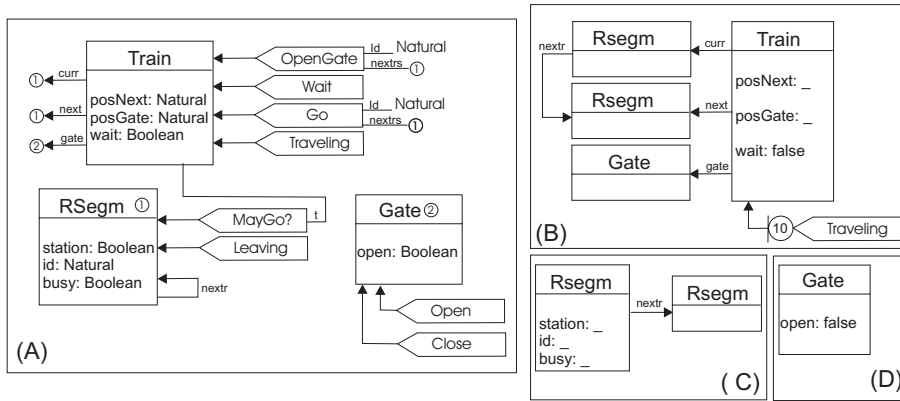 Train
posNext: Natural
posGate: Natural
wait: Boolean
① curr
① next
② gate
OpenGate
Id Natural
nextrs ①
Wait
Go
Id Natural
nextrs ①
Traveling
RSegm ①
station: Boolean
id: Natural
busy: Boolean
MayGo? t
Leaving
nextr
Gate ②
open: Boolean
Open
Close
(A)
Rsegm
curr
Train
nextr
Rsegm
next
Gate
gate
posNext: _
posGate: _
wait: false
10 Traveling
(B)
Rsegm
station: _
id: _
busy: _
nextr
Rsegm
( C)
Gate
open: false
(D)